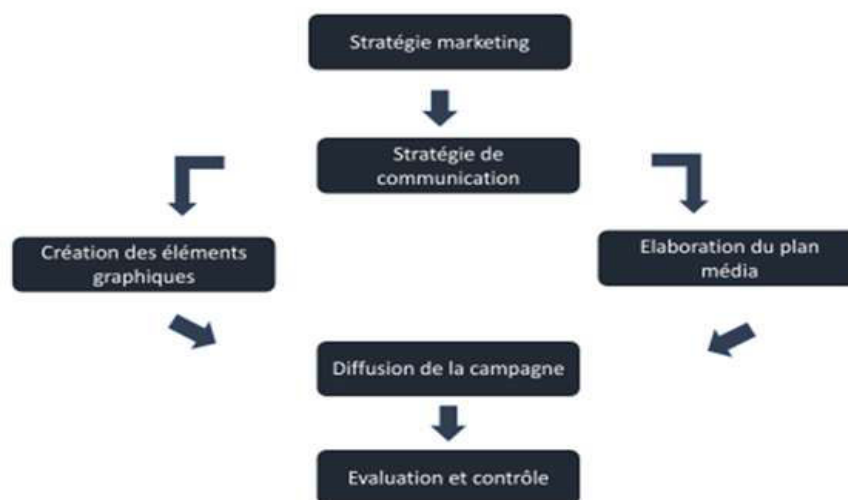 Stratégie marketing
Stratégie de
communication
Création des éléments
graphiques
Elaboration du plan
média
Diffusion de la campagne
Evaluation et contrôle